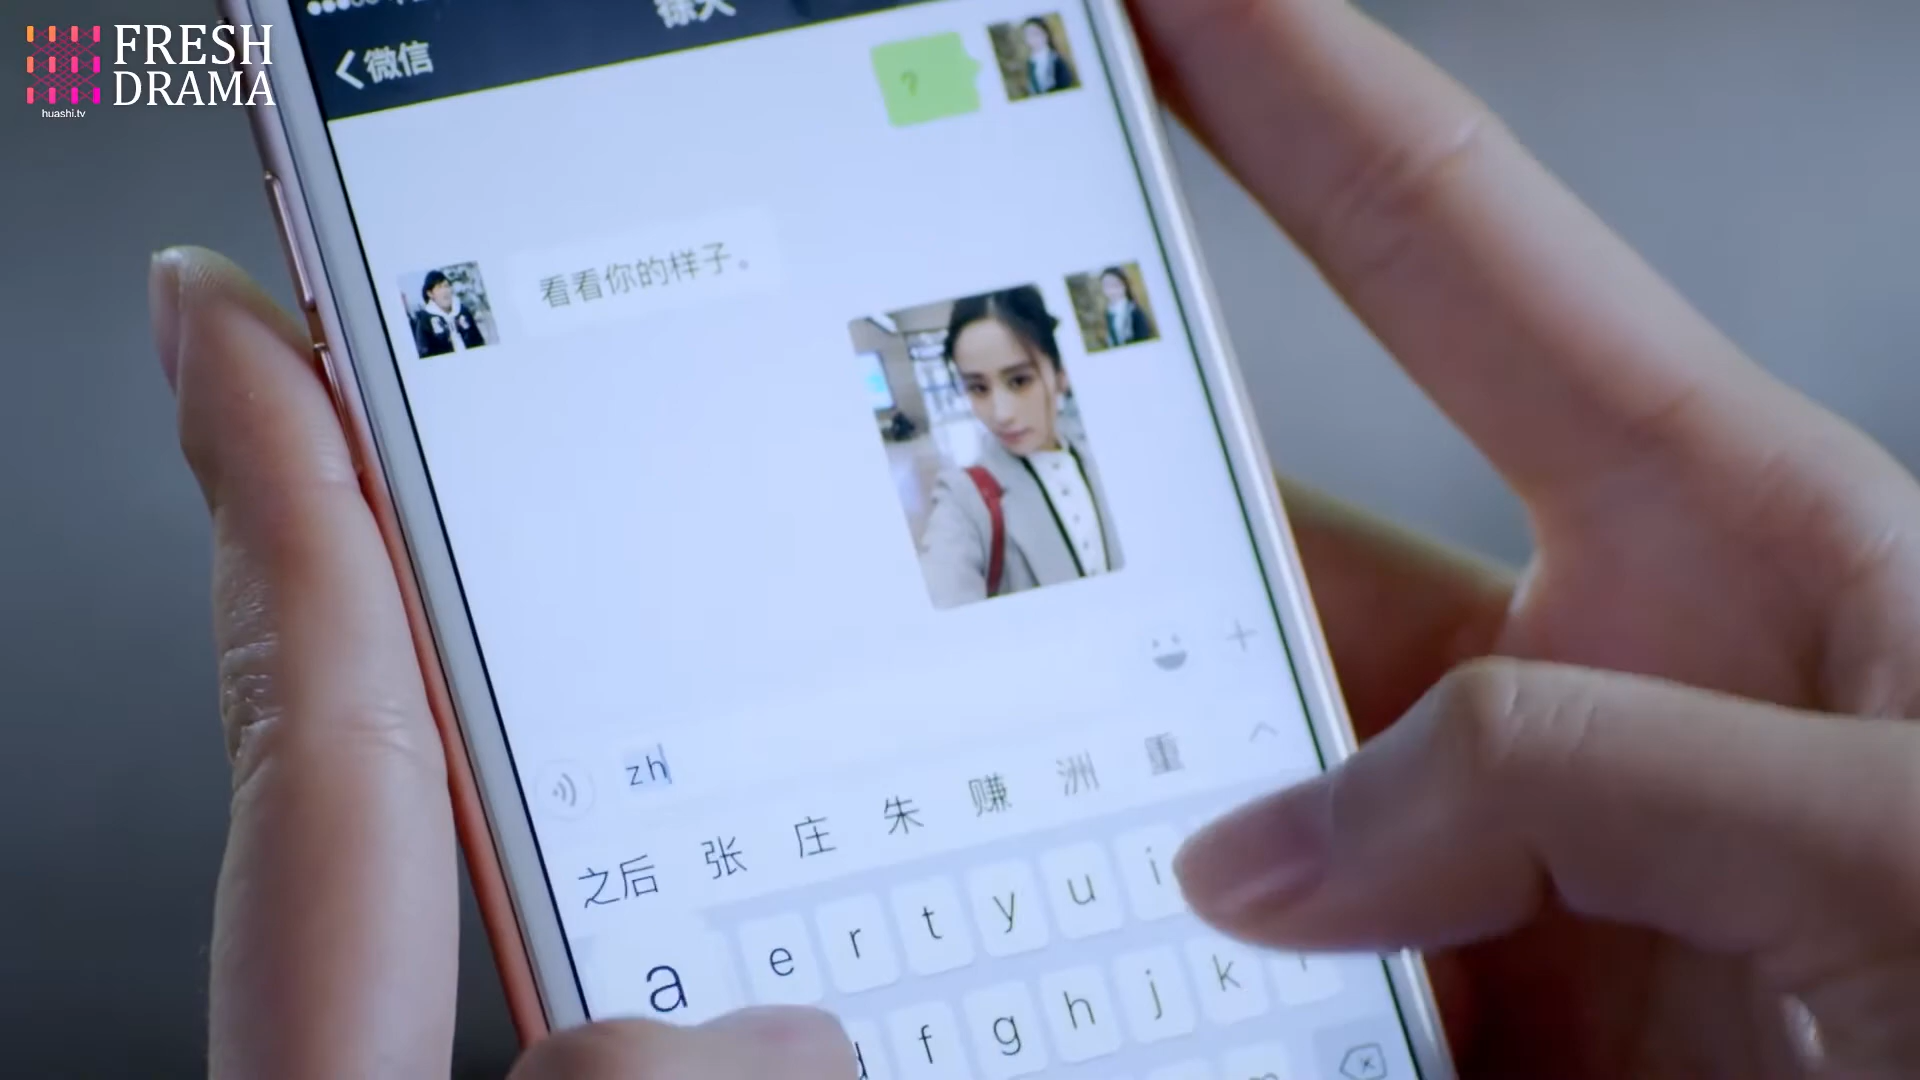 FRESH
DRAMA
huashi.tv
微信
?
看看你的样子。
zh
之后 张 庄 朱 赚 洲 重
e r t y u i
a
f g h j k